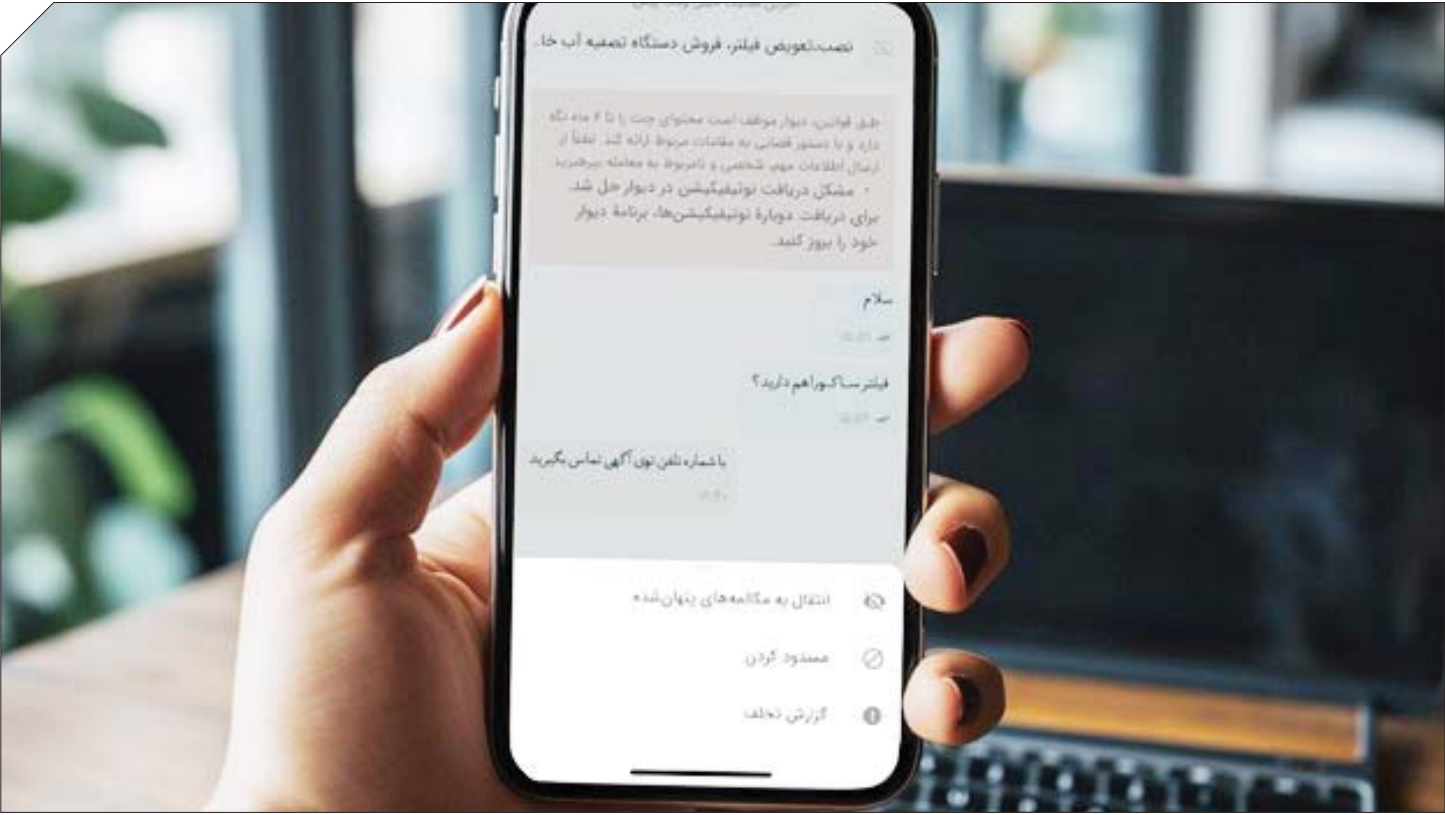 نصب،تعویض فیلتر، فروش دستگاه تصفیه آب خا..
طبق قوانین، دیوار موظف است محتوای چت را تا ۶ ماه نگه
دارد و با دستور قضایی به مقامات مربوط ارائه کند. لطفاً از
ارسال اطلاعات مهم، شخصی و نامربوط به معامله بپرهیزید.
• مشکل دریافت نوتیفیکیشن در دیوار حل شد.
برای دریافت دوبارهٔ نوتیفیکیشن‌ها، برنامهٔ دیوار
خود را بروز کنید.
سلام
فیلتر ساکورا هم دارید؟
با شماره تلفن توی آگهی تماس بگیرید
انتقال به مکالمه‌های پنهان‌شده
مسدود کردن
گزارش تخلف